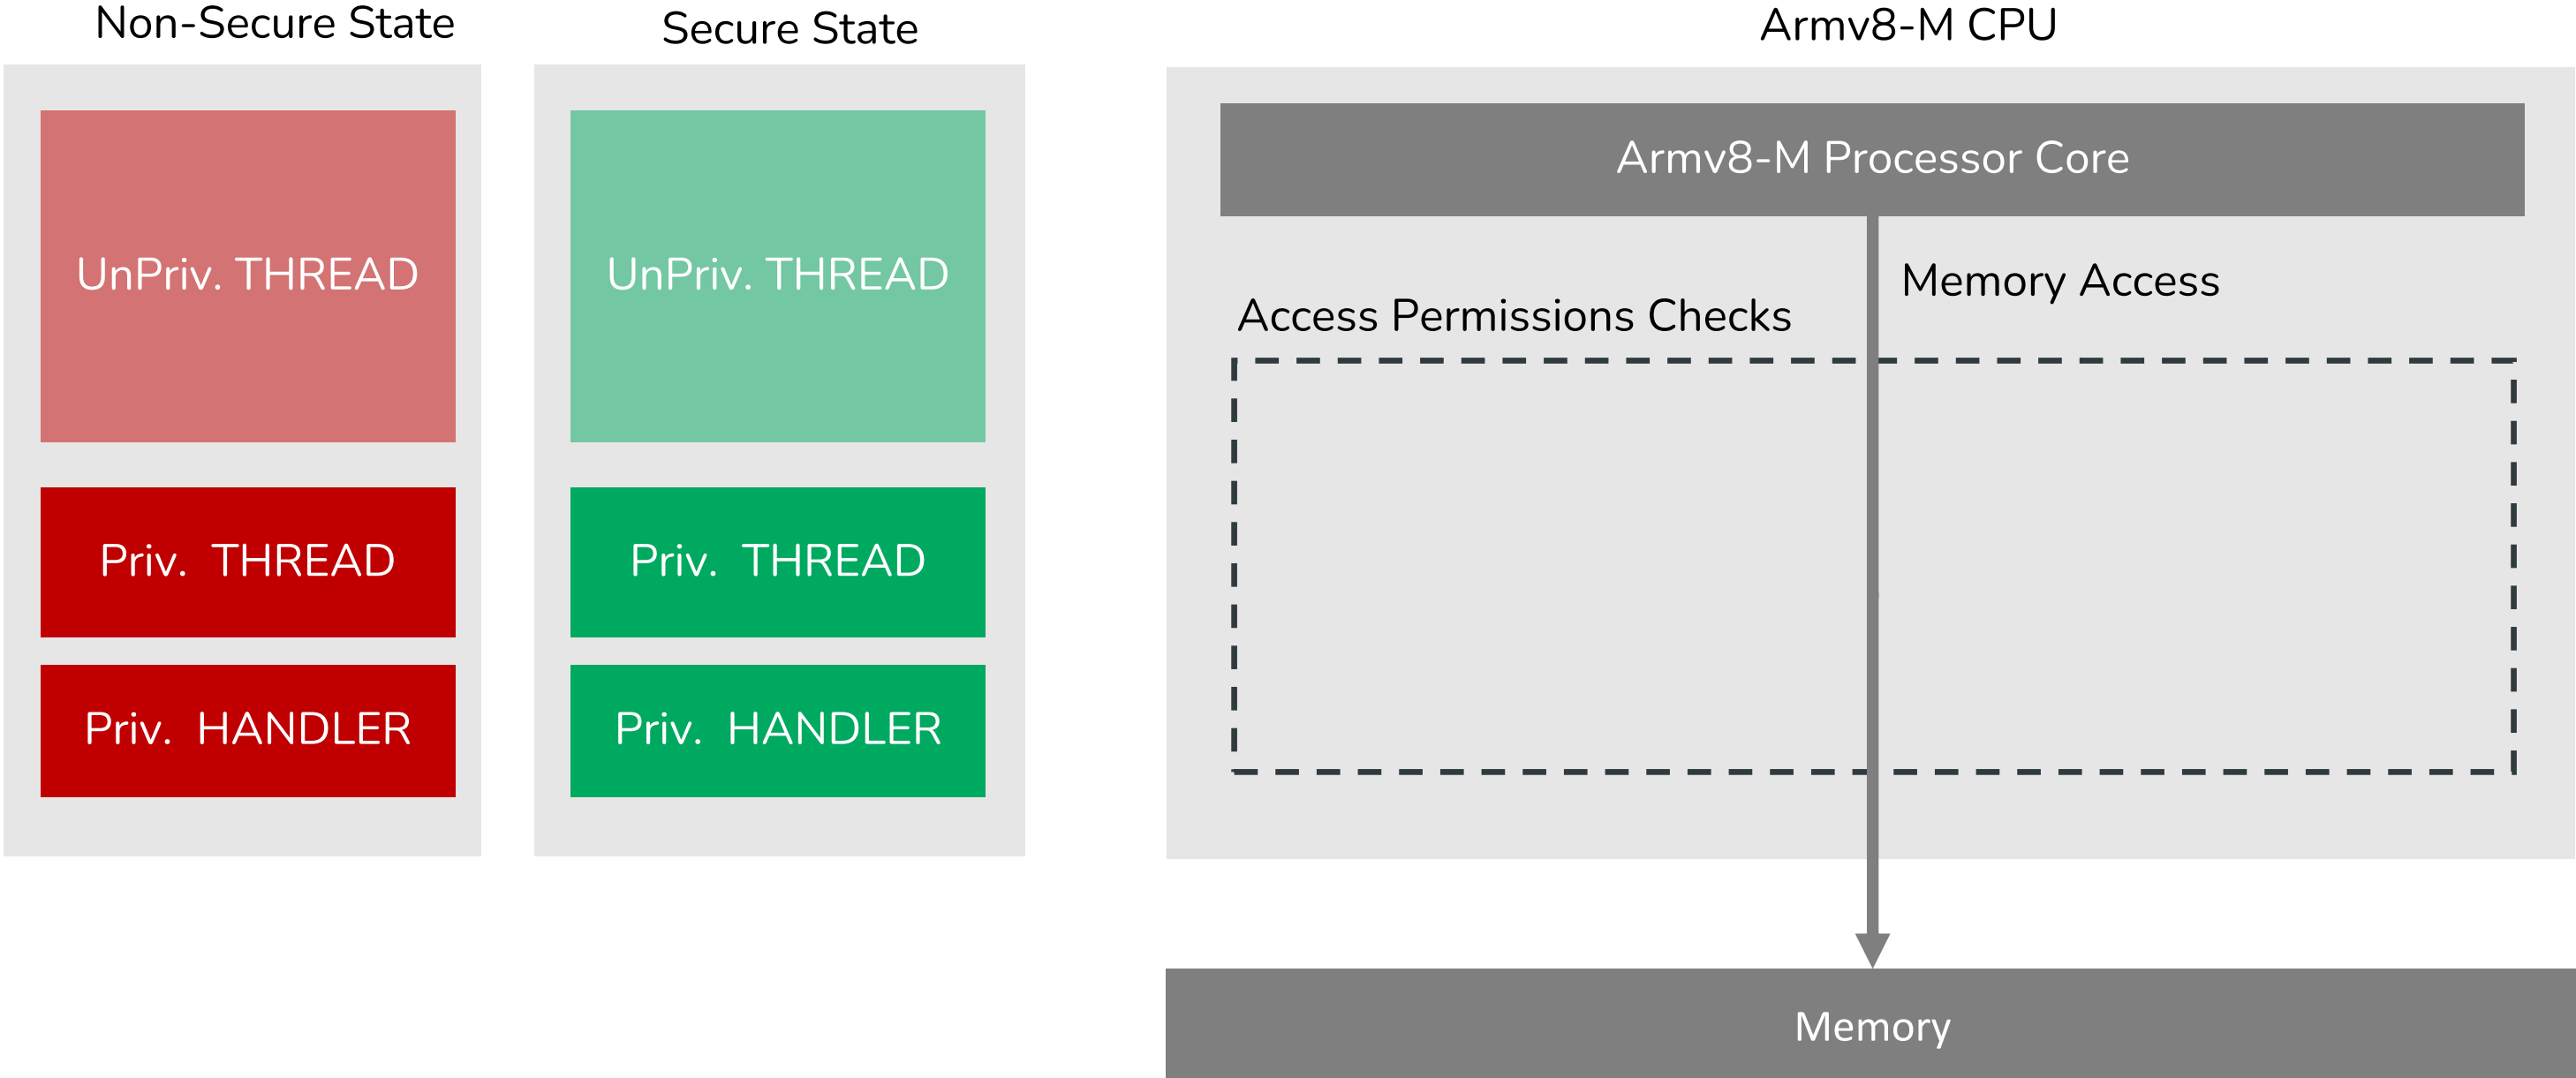 Non-Secure State
UnPriv. THREAD
Priv. THREAD
Priv. HANDLER
Secure State
UnPriv. THREAD
Priv. THREAD
Priv. HANDLER
Armv8-M CPU
Armv8-M Processor Core
Memory Access
Access Permissions Checks
Memory